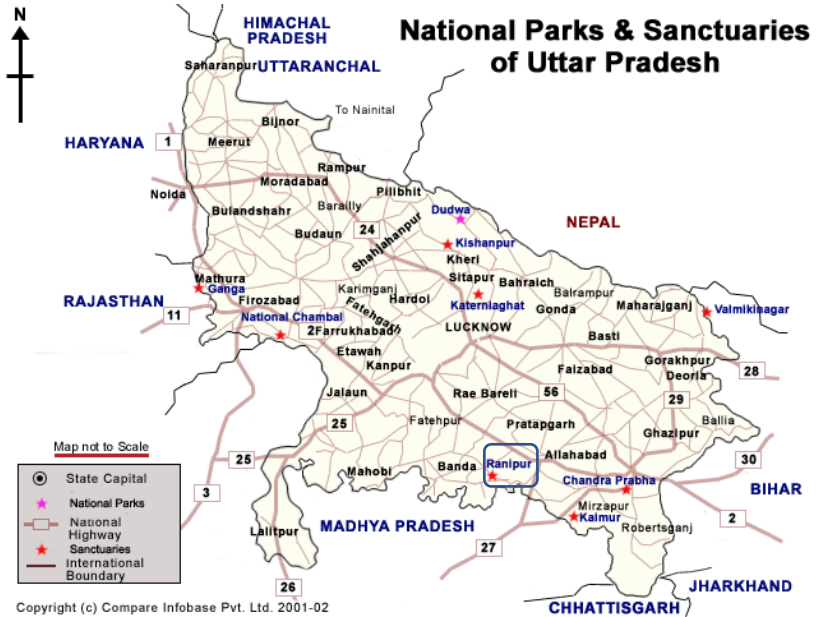 N
National Parks & Sanctuaries
of Uttar Pradesh
HIMACHAL
PRADESH
Saharanpur
UTTARANCHAL
To Nainital
Bijnor
HARYANA
1
Meerut
Rampur
Moradabad
Pilibhit
Noida
Barailly
Bulandshahr
Dudwa
NEPAL
Budaun
24
Shahjahanpur
Kishanpur
Kheri
Mathura
Ganga
Sitapur
Bahraich
Karimganj
Balrampur
RAJASTHAN
Firozabad
Hardoi
Katerniaghat
Gonda
Maharajganj
Valmikinagar
11
National Chambal
Fatehgash
2
Farrukhabad
LUCKNOW
Basti
Etawah
Kanpur
Gorakhpur
Faizabad
Deoria
28
Jalaun
Rae Bareli
56
29
25
Fatehpur
Pratapgarh
Ballia
Ghazipur
Map not to Scale
25
Mahobi
Banda
Ranipur
Allahabad
30
State Capital
Chandra Prabha
BIHAR
3
National Parks
National
Highway
Mirzapur
Kaimur
2
Lalitpur
MADHYA PRADESH
Robertsganj
Sanctuaries
International
Boundary
27
26
JHARKHAND
CHHATTISGARH
Copyright (c) Compare Infobase Pvt. Ltd. 2001-02